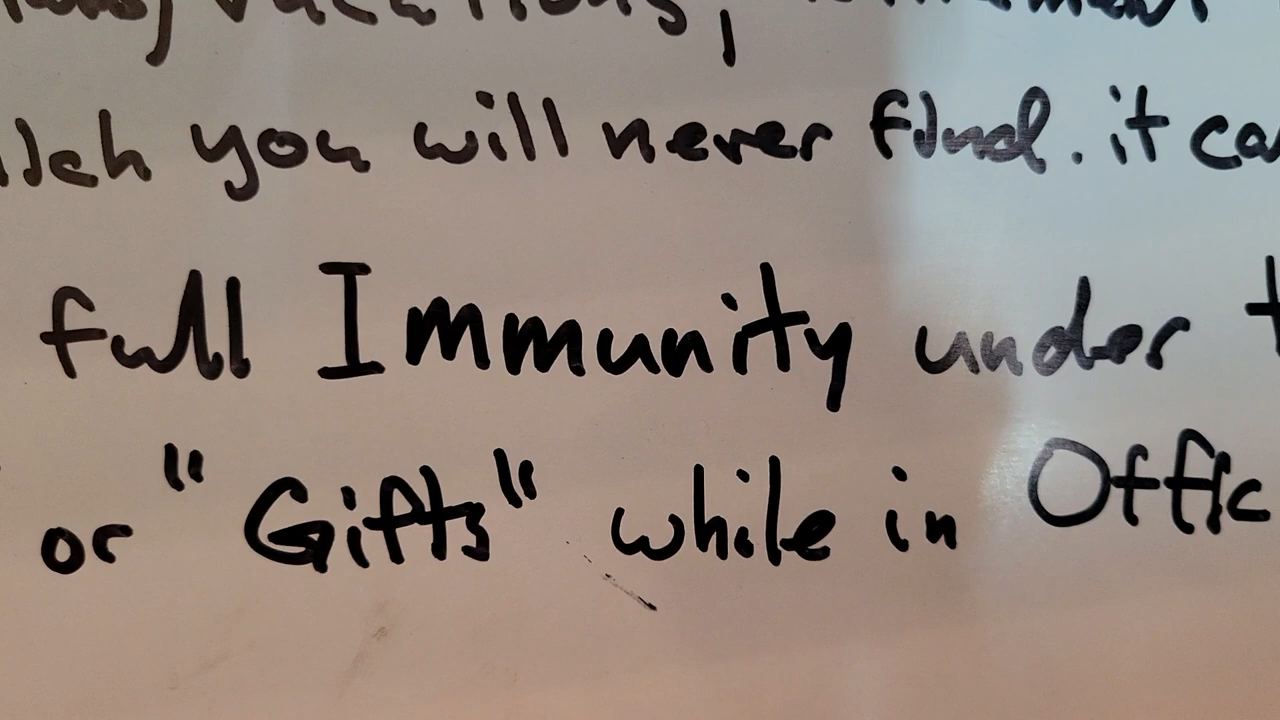 vacations,
you will never find. it
full Immunity under
or "Gifts" while in